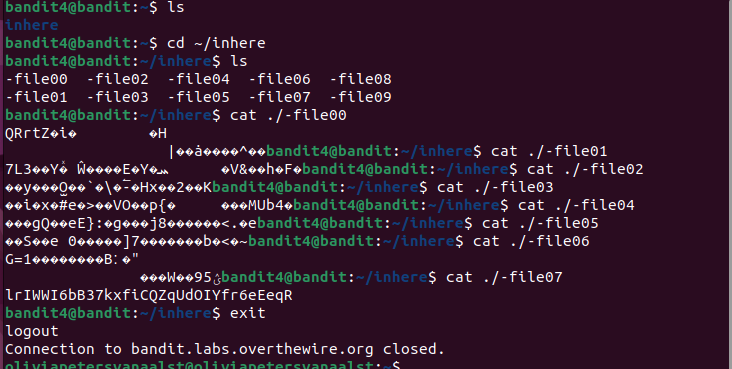 bandit4@bandit:~$ ls
inhere
bandit4@bandit:~$ cd ~/inhere
bandit4@bandit:~/inhere$ ls
-file00  -file02  -file04  -file06  -file08
-file01  -file03  -file05  -file07  -file09
bandit4@bandit:~/inhere$ cat ./-file00
QRrtZ�i�          �H
|��ȧ����^��bandit4@bandit:~/inhere$ cat ./-file01
7L3��Y� Ŵ����E�Y�     �V&��h�F�bandit4@bandit:~/inhere$ cat ./-file02
��y���Q��`�\�~�Hx��2��Kbandit4@bandit:~/inhere$ cat ./-file03
��i�x�#e�>��VO��p{�     ���MUb4�bandit4@bandit:~/inhere$ cat ./-file04
���gQ��eE}:�g���j8������<.�ebandit4@bandit:~/inhere$ cat ./-file05
��S��e 0�����]7�������b�<�~bandit4@bandit:~/inhere$ cat ./-file06
G=1��������B:�"
���W��95ئbandit4@bandit:~/inhere$ cat ./-file07
lrIWWI6bB37kxfiCQZqUdOIYfr6eEeqR
bandit4@bandit:~/inhere$ exit
logout
Connection to bandit.labs.overthewire.org closed.
oliviapetersvanaalst@oliviapetersvanaalst:~$